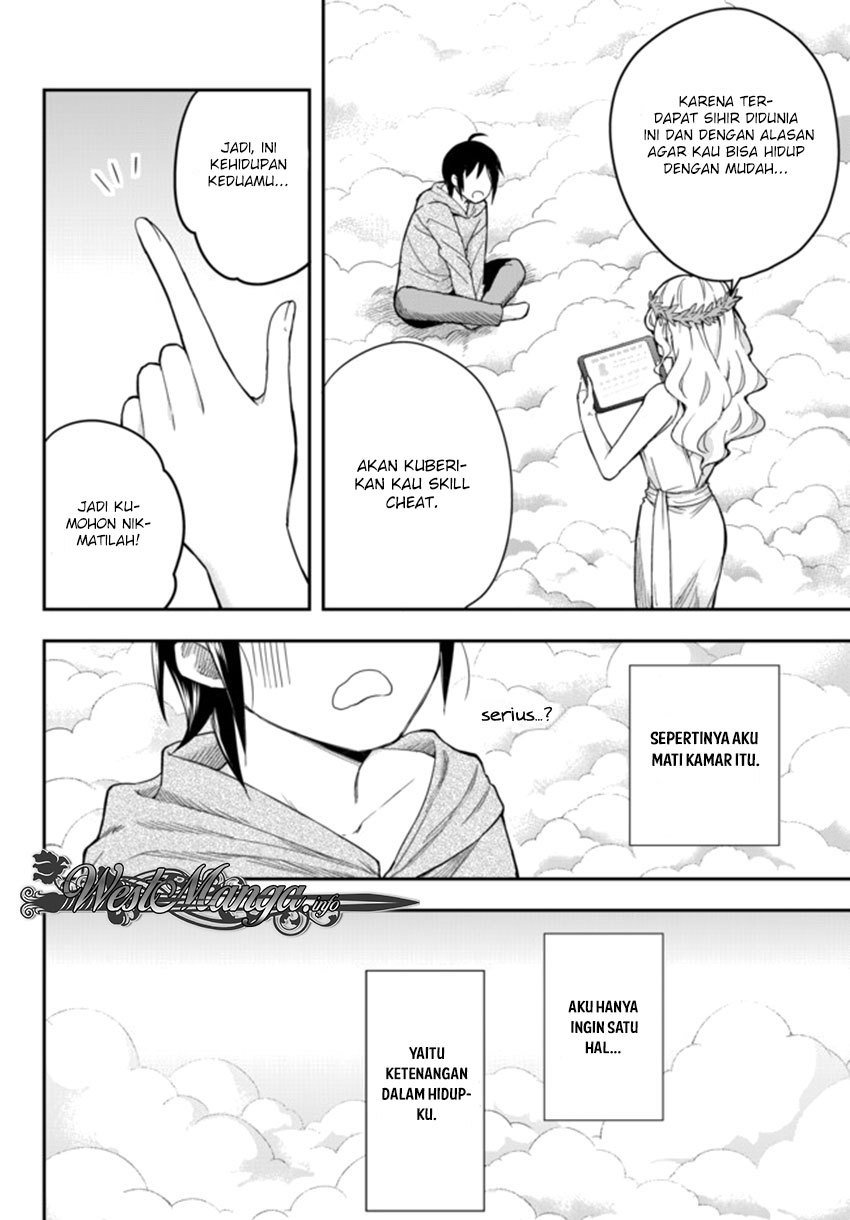 KARENA TER-
DAPAT SIHIR DIDUNIA
INI DAN DENGAN ALASAN
AGAR KAU BISA HIDUP
DENGAN MUDAH...
AKAN KUBERI-
KAN KAU SKILL
CHEAT.
JADI, INI
KEHIDUPAN
KEDUAMU...
JADI KU-
MOHON NIK-
MATILAH!
SEPERTINYA AKU
MATI KAMAR ITU.
serius...?
WestManga.info
AKU HANYA
INGIN SATU
HAL...
YAITU
KETENANGAN
DALAM HIDUP-
KU.